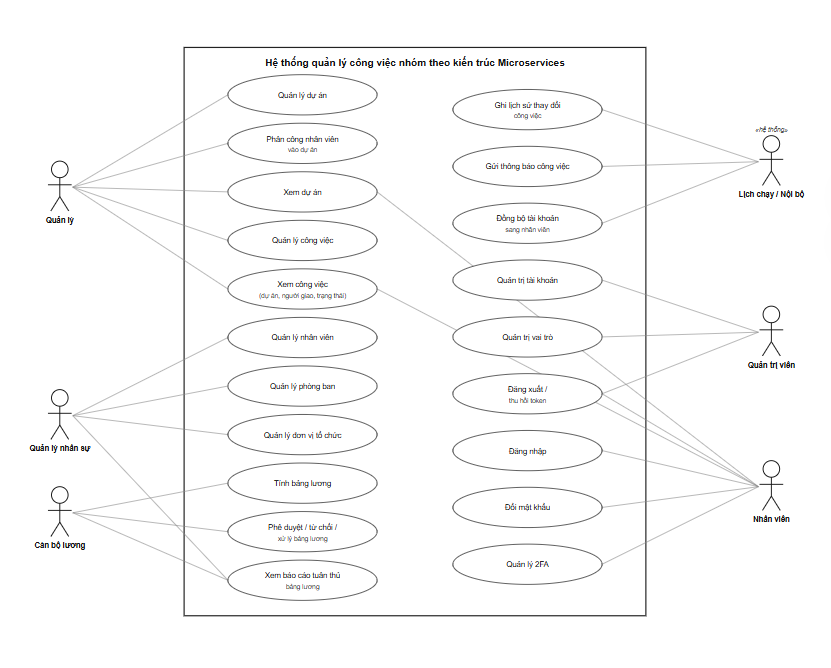 Hệ thống quản lý công việc nhóm theo kiến trúc Microservices
Quản lý dự án
Phân công nhân viên
vào dự án
Xem dự án
Quản lý công việc
Xem công việc
(dự án, người giao, trạng thái)
Quản lý nhân viên
Quản lý phòng ban
Quản lý đơn vị tổ chức
Tính bảng lương
Phê duyệt / từ chối /
xử lý bảng lương
Xem báo cáo tuân thủ
bảng lương
Ghi lịch sử thay đổi
công việc
Gửi thông báo công việc
Đồng bộ tài khoản
sang nhân viên
Quản trị tài khoản
Quản trị vai trò
Đăng xuất /
thu hồi token
Đăng nhập
Đổi mật khẩu
Quản lý 2FA
Quản lý
Quản lý nhân sự
Cán bộ lương
«hệ thống»
Lịch chạy / Nội bộ
Quản trị viên
Nhân viên